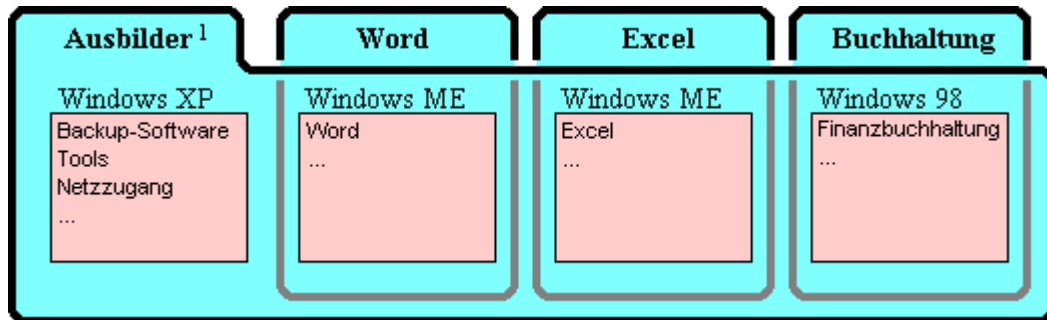 Ausbilder 1
Word
Excel
Buchhaltung
Windows XP
Backup-Software
Tools
Netzzugang
...
Windows ME
Word
...
Windows ME
Excel
...
Windows 98
Finanzbuchhaltung
...